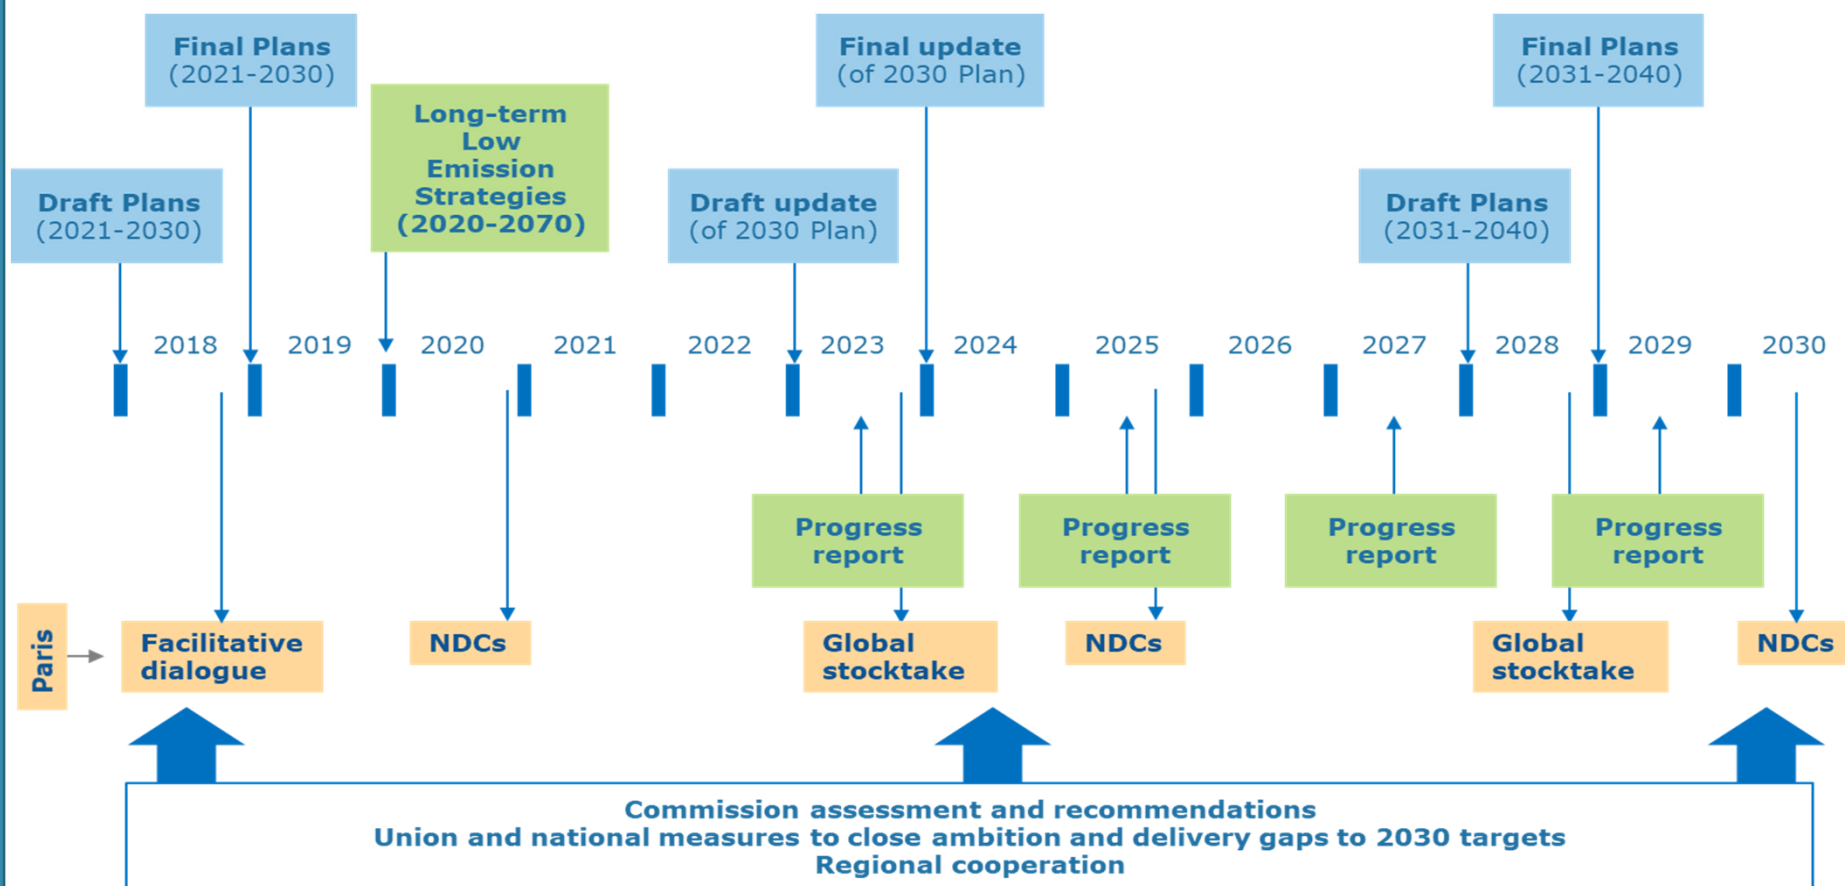 Final Plans
(2021-2030)
Final update
(of 2030 Plan)
Final Plans
(2031-2040)
Long-term
Low
Emission
Strategies
(2020-2070)
Draft Plans
(2021-2030)
Draft update
(of 2030 Plan)
Draft Plans
(2031-2040)
2018 2019 2020 2021 2022 2023 2024 2025 2026 2027 2028 2029 2030
Progress
report
Progress
report
Progress
report
Progress
report
Paris
Facilitative
dialogue
NDCs
Global
stocktake
NDCs
Global
stocktake
NDCs
Commission assessment and recommendations
Union and national measures to close ambition and delivery gaps to 2030 targets
Regional cooperation